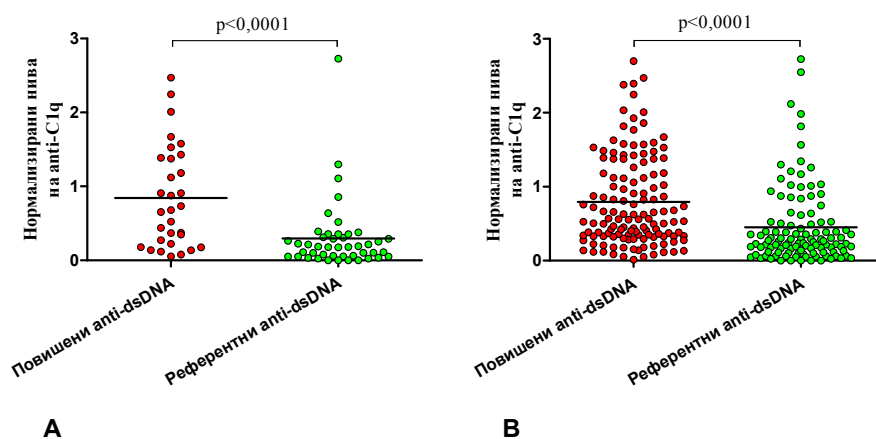 p<0,0001
Нормализирани нива
на anti-C1q
3
2
1
0
Повишени anti-dsDNA
Референтни anti-dsDNA
A
p<0,0001
Нормализирани нива
на anti-C1q
3
2
1
0
Повишени anti-dsDNA
Референтни anti-dsDNA
B